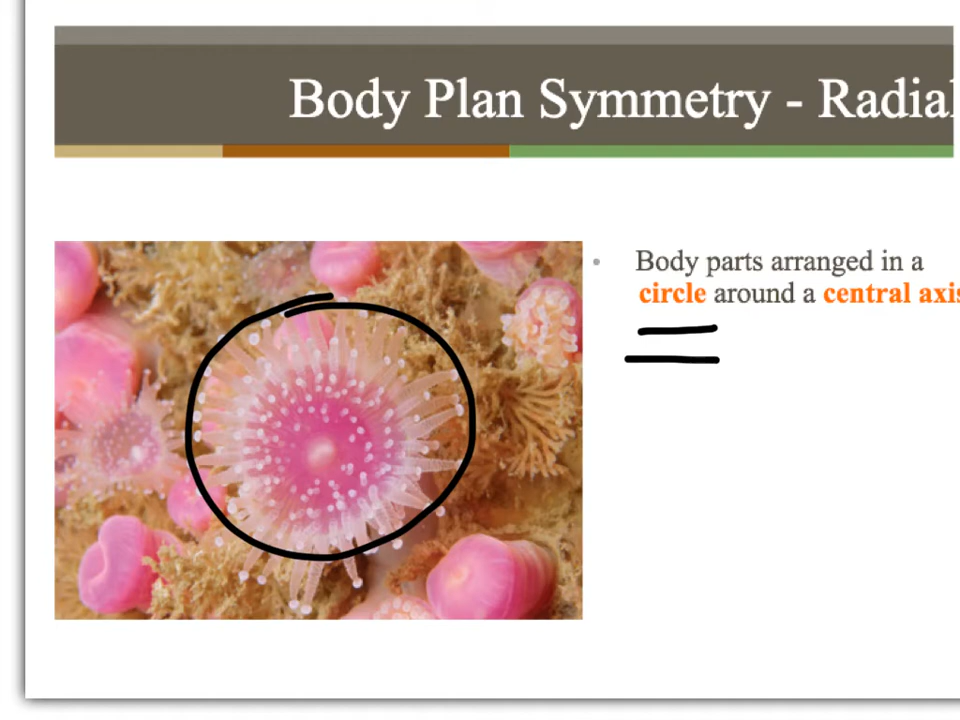 Body Plan Symmetry - Radial
Body parts arranged in a
circle around a central axis